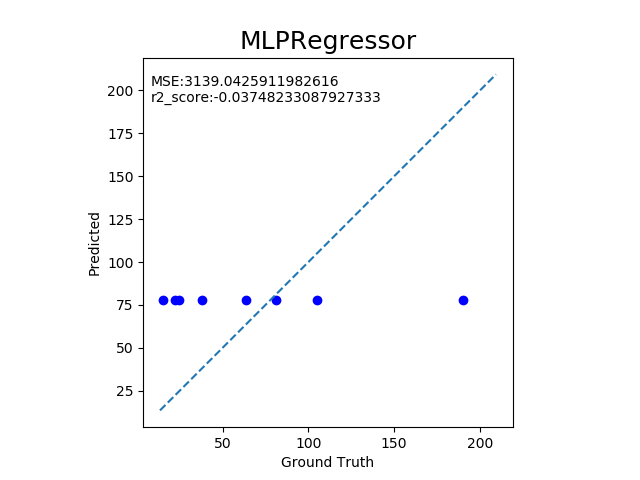 MLPRegressor
MSE:3139.0425911982616
r2_score:-0.03748233087927333
200
175
150
125
100
75
50
25
Predicted
50 100 150 200
Ground Truth